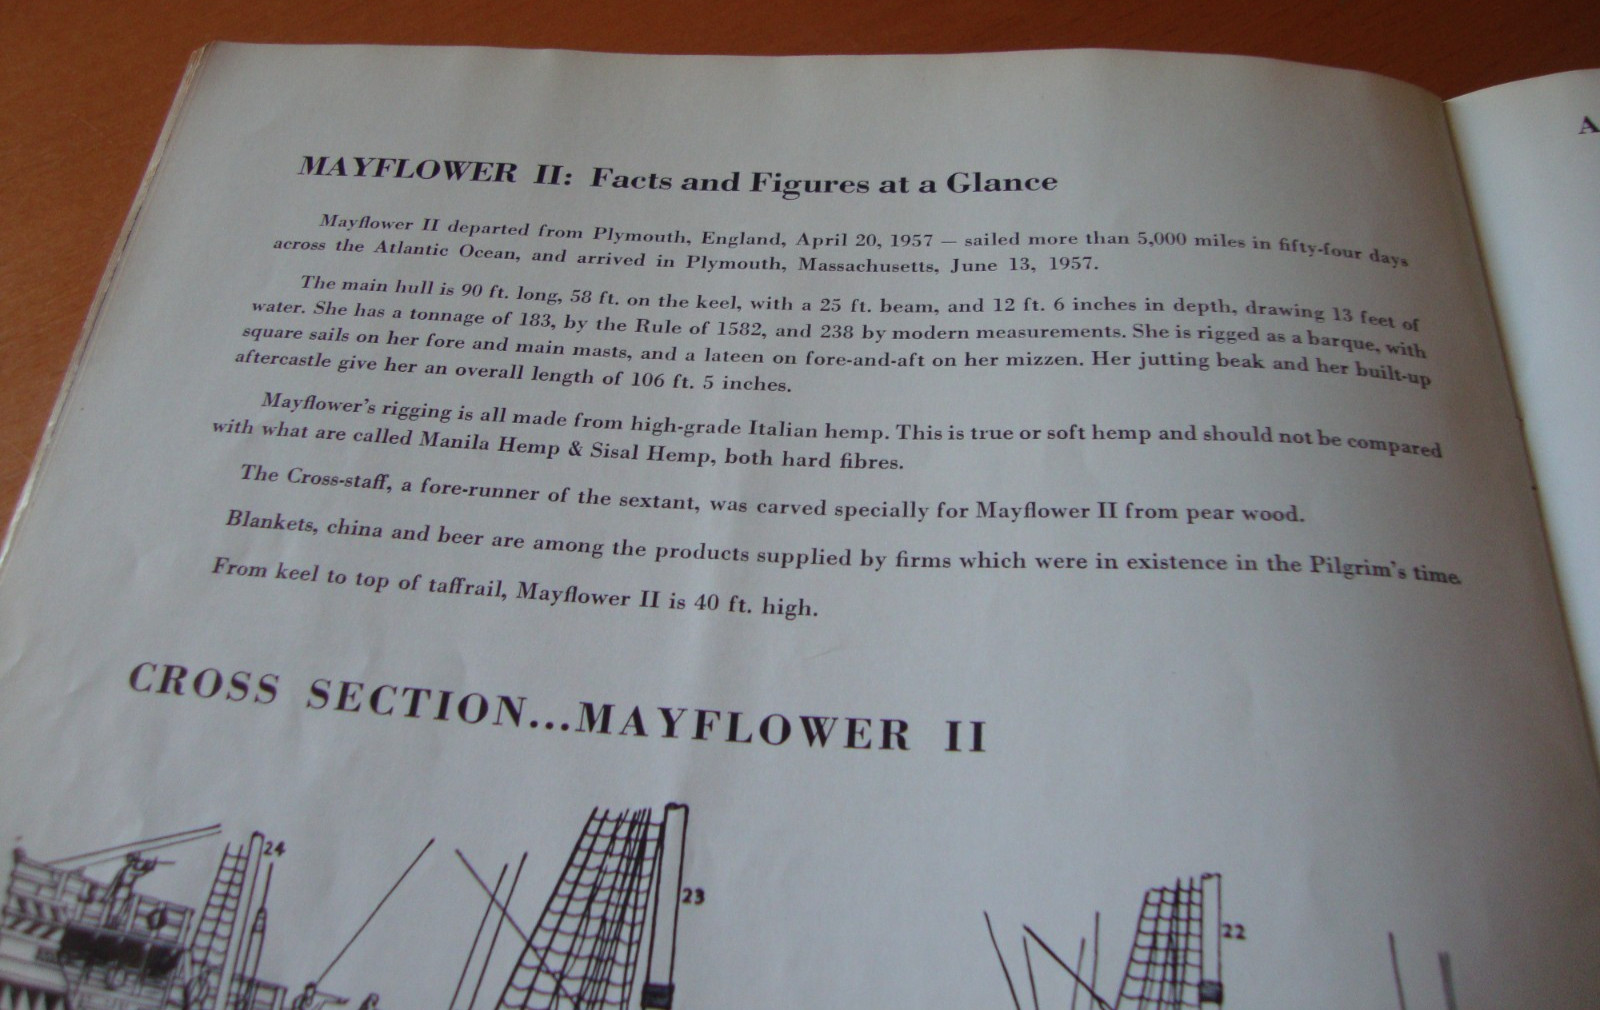 MAYFLOWER II: Facts and Figures at a Glance
Mayflower II departed from Plymouth, England, April 20, 1957 — sailed more than 5,000 miles in fifty-four days
across the Atlantic Ocean, and arrived in Plymouth, Massachusetts, June 13, 1957.
The main hull is 90 ft. long, 58 ft. on the keel, with a 25 ft. beam, and 12 ft. 6 inches in depth, drawing 13 feet of
water. She has a tonnage of 183, by the Rule of 1582, and 238 by modern measurements. She is rigged as a barque, with
square sails on her fore and main masts, and a lateen on fore-and-aft on her mizzen. Her jutting beak and her built-up
aftercastle give her an overall length of 106 ft. 5 inches.
Mayflower's rigging is all made from high-grade Italian hemp. This is true or soft hemp and should not be compared
with what are called Manila Hemp & Sisal Hemp, both hard fibres.
The Cross-staff, a fore-runner of the sextant, was carved specially for Mayflower II from pear wood.
Blankets, china and beer are among the products supplied by firms which were in existence in the Pilgrim's time.
From keel to top of taffrail, Mayflower II is 40 ft. high.
CROSS SECTION...MAYFLOWER II
24
23
22
A